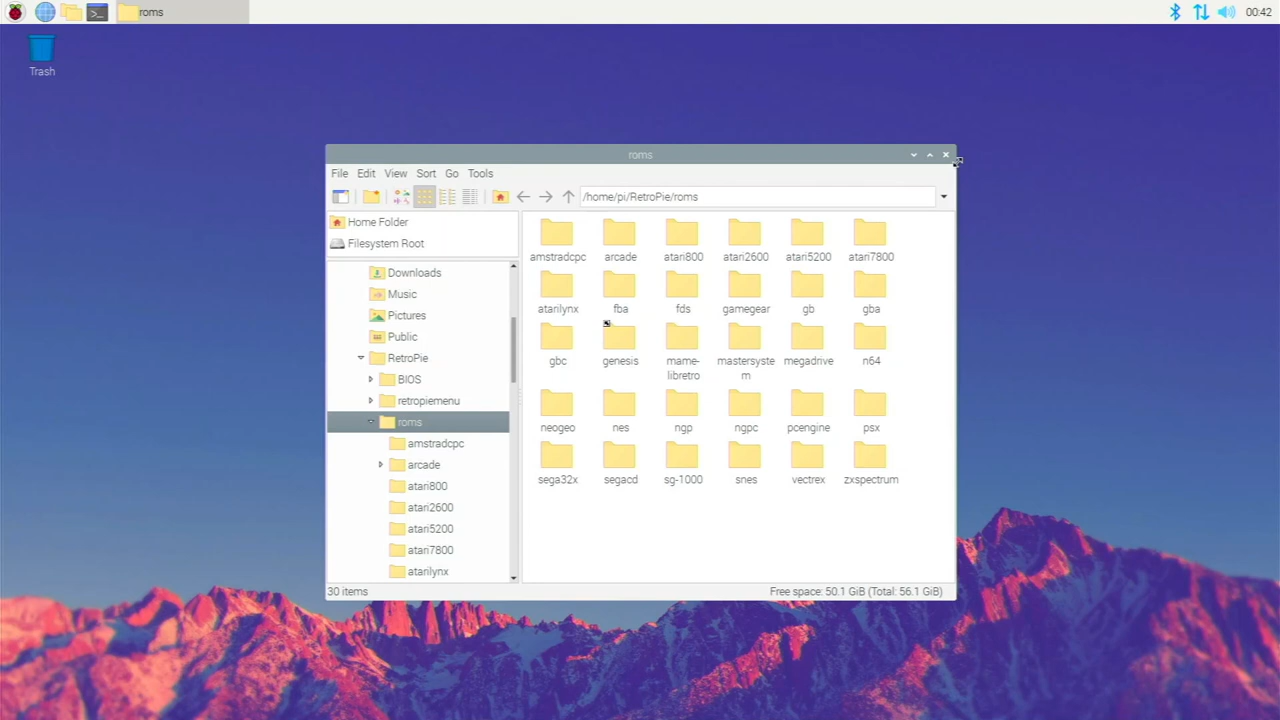 roms
00:42
Trash
roms
File Edit View Sort Go Tools
/home/pi/RetroPie/roms
Home Folder
Filesystem Root
Downloads
Music
Pictures
Public
RetroPie
BIOS
retropiemenu
roms
amstradcpc
arcade
atari800
atari2600
atari5200
atari7800
atarilynx
amstradcpc arcade atari800 atari2600 atari5200 atari7800
atarilynx fba fds gamegear gb gba
gbc genesis mame-libretro mastersystem megadrive n64
neogeo nes ngp ngpc pcengine psx
sega32x segacd sg-1000 snes vectrex zxspectrum
30 items
Free space: 50.1 GiB (Total: 56.1 GiB)